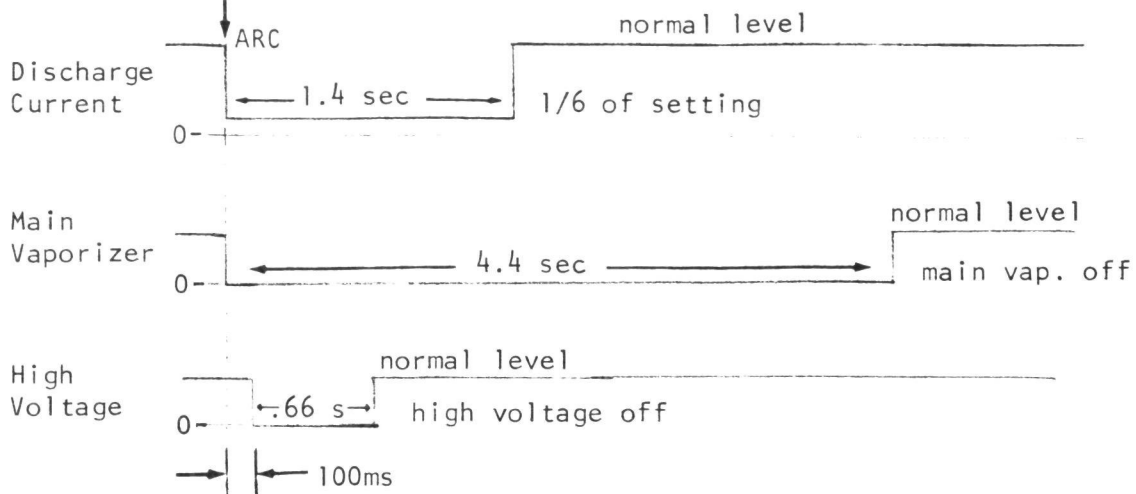 ARC
normal level
Discharge
Current
1.4 sec
1/6 of setting
0-
Main
Vaporizer
normal level
4.4 sec
0-
main vap. off
High
Voltage
normal level
.66 s
high voltage off
0-
100ms